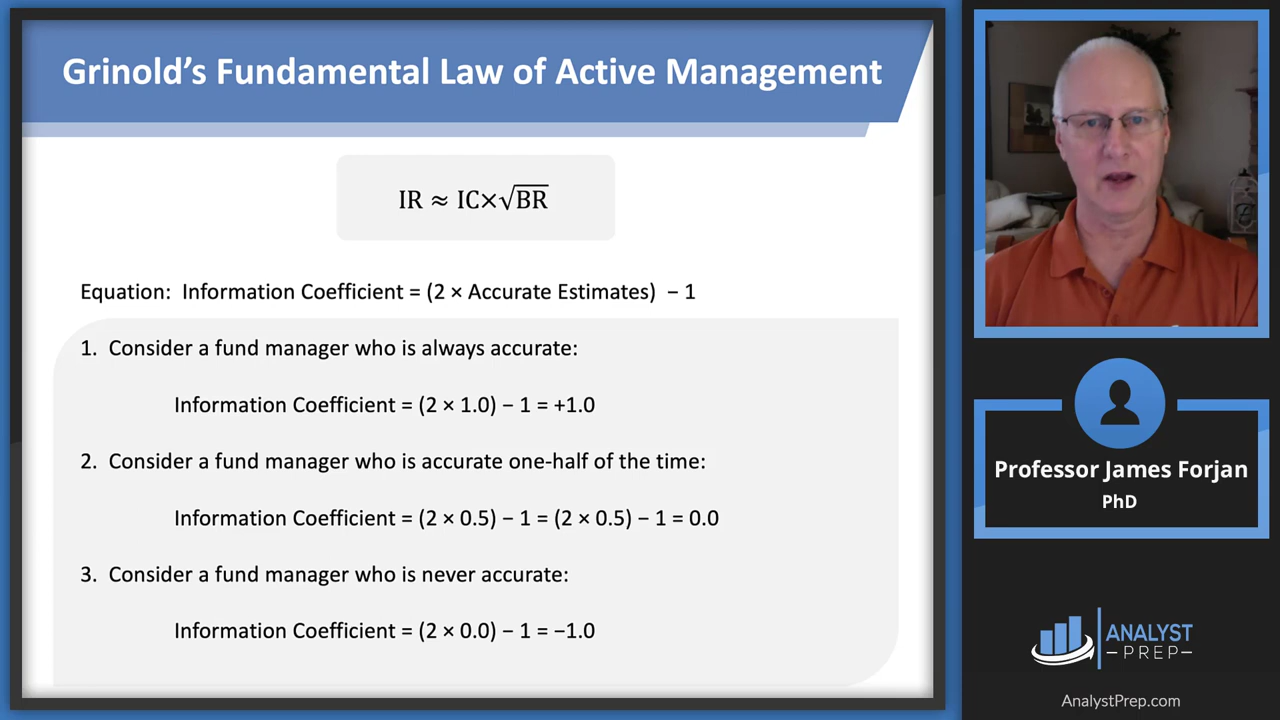 Grinold’s Fundamental Law of Active Management
IR ≈ IC×√BR
Equation:  Information Coefficient = (2 × Accurate Estimates)  − 1
1.  Consider a fund manager who is always accurate:
Information Coefficient = (2 × 1.0) − 1 = +1.0
2.  Consider a fund manager who is accurate one-half of the time:
Information Coefficient = (2 × 0.5) − 1 = (2 × 0.5) − 1 = 0.0
3.  Consider a fund manager who is never accurate:
Information Coefficient = (2 × 0.0) − 1 = −1.0
Professor James Forjan
PhD
ANALYST
–PREP–
AnalystPrep.com